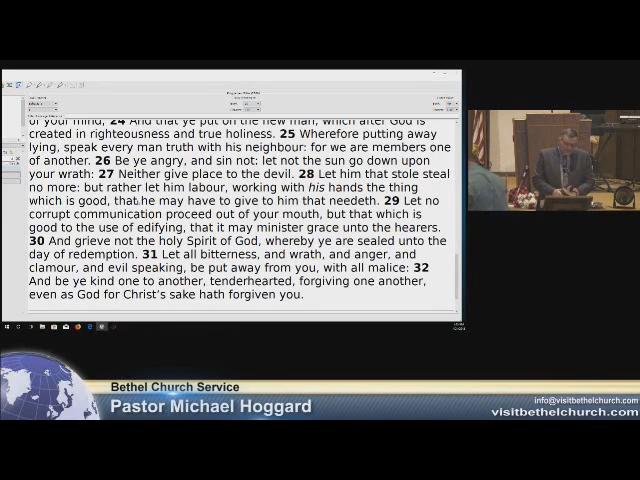 of your mind; 24 And that ye put on the new man, which after God is
created in righteousness and true holiness. 25 Wherefore putting away
lying, speak every man truth with his neighbour: for we are members one
of another. 26 Be ye angry, and sin not: let not the sun go down upon
your wrath: 27 Neither give place to the devil. 28 Let him that stole steal
no more: but rather let him labour, working with his hands the thing
which is good, that he may have to give to him that needeth. 29 Let no
corrupt communication proceed out of your mouth, but that which is
good to the use of edifying, that it may minister grace unto the hearers.
30 And grieve not the holy Spirit of God, whereby ye are sealed unto the
day of redemption. 31 Let all bitterness, and wrath, and anger, and
clamour, and evil speaking, be put away from you, with all malice: 32
And be ye kind one to another, tenderhearted, forgiving one another,
even as God for Christ's sake hath forgiven you.
Bethel Church Service
Pastor Michael Hoggard
info@visitbethelchurch.com
visitbethelchurch.com